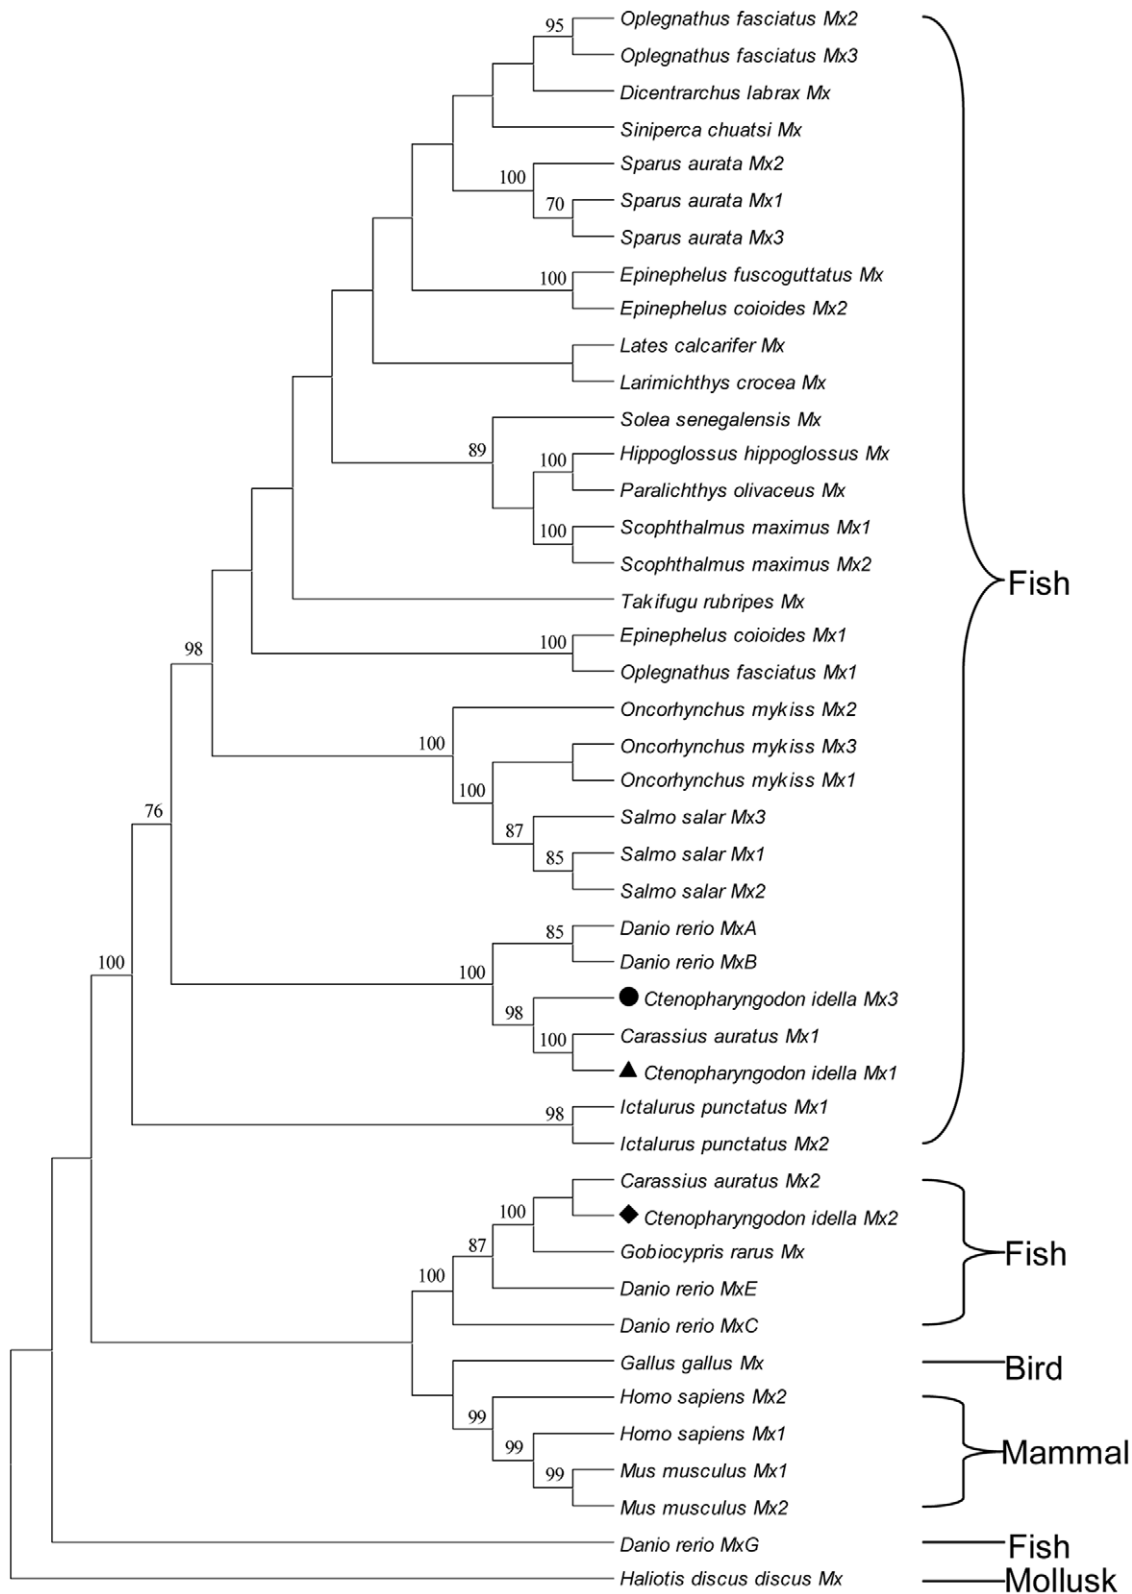 95
Oplegnathus fasciatus Mx2
Oplegnathus fasciatus Mx3
Dicentrarchus labrax Mx
Siniperca chuatsi Mx
Sparus aurata Mx2
100
Sparus aurata Mx1
70
Sparus aurata Mx3
Epinephelus fuscoguttatus Mx
100
Epinephelus coioides Mx2
Lates calcarifer Mx
Larimichthys crocea Mx
Solea senegalensis Mx
89
Hippoglossus hippoglossus Mx
100
Paralichthys olivaceus Mx
Scophthalmus maximus Mx1
100
Scophthalmus maximus Mx2
Fish
Takifugu rubripes Mx
Epinephelus coioides Mx1
100
98
Oplegnathus fasciatus Mx1
Oncorhynchus mykiss Mx2
100
Oncorhynchus mykiss Mx3
Oncorhynchus mykiss Mx1
100
76
Salmo salar Mx3
87
Salmo salar Mx1
85
Salmo salar Mx2
Danio rerio MxA
85
Danio rerio MxB
100
100
Ctenopharyngodon idella Mx3
98
Carassius auratus Mx1
100
Ctenopharyngodon idella Mx1
Ictalurus punctatus Mx1
98
Ictalurus punctatus Mx2
Carassius auratus Mx2
100
Ctenopharyngodon idella Mx2
87
Gobiocypris rarus Mx
Fish
100
Danio rerio MxE
Danio rerio MxC
Gallus gallus Mx
Bird
Homo sapiens Mx2
99
Homo sapiens Mx1
99
Mammal
Mus musculus Mx1
99
Mus musculus Mx2
Danio rerio MxG
Fish
Haliotis discus discus Mx
Mollusk